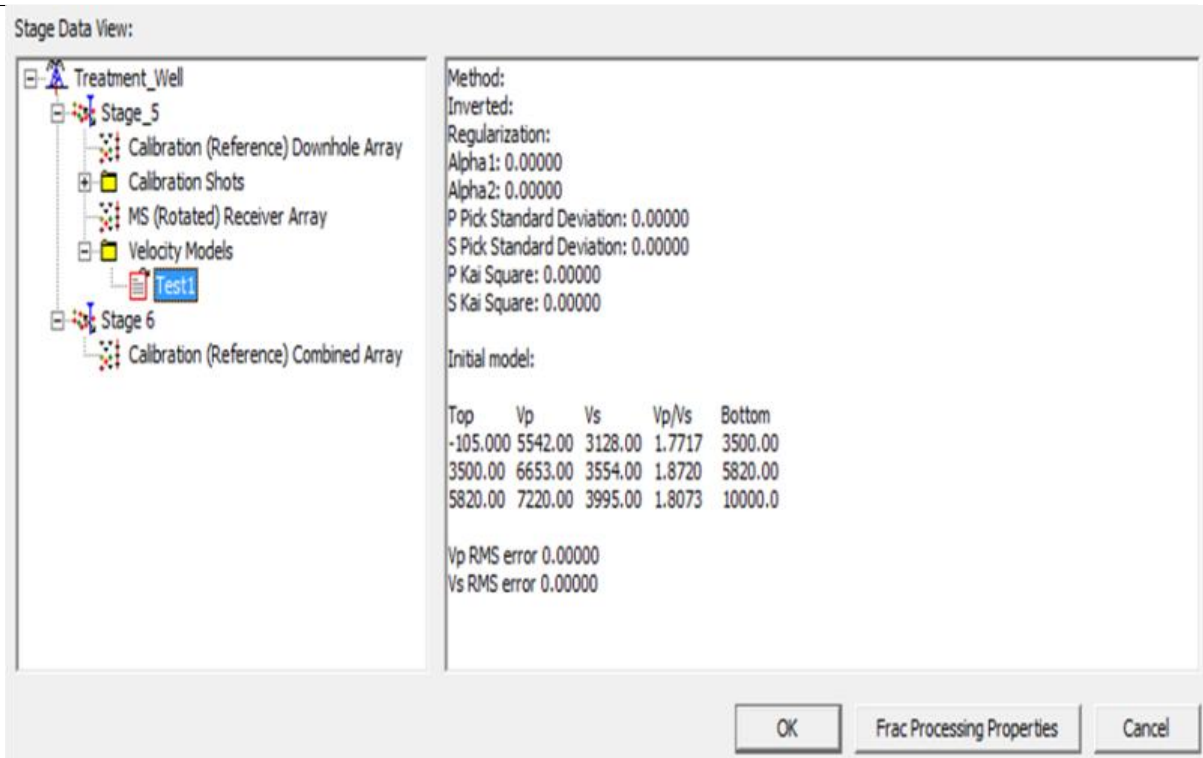 Stage Data View:
Treatment_Well
Stage_5
Calibration (Reference) Downhole Array
Calibration Shots
MS (Rotated) Receiver Array
Velocity Models
Test1
Stage 6
Calibration (Reference) Combined Array
Method:
Inverted:
Regularization:
Alpha1: 0.00000
Alpha2: 0.00000
P Pick Standard Deviation: 0.00000
S Pick Standard Deviation: 0.00000
P Kai Square: 0.00000
S Kai Square: 0.00000
Initial model:
Top Vp Vs Vp/Vs Bottom
-105.000 5542.00 3128.00 1.7717 3500.00
3500.00 6653.00 3554.00 1.8720 5820.00
5820.00 7220.00 3995.00 1.8073 10000.0
Vp RMS error 0.00000
Vs RMS error 0.00000
OK Frac Processing Properties Cancel